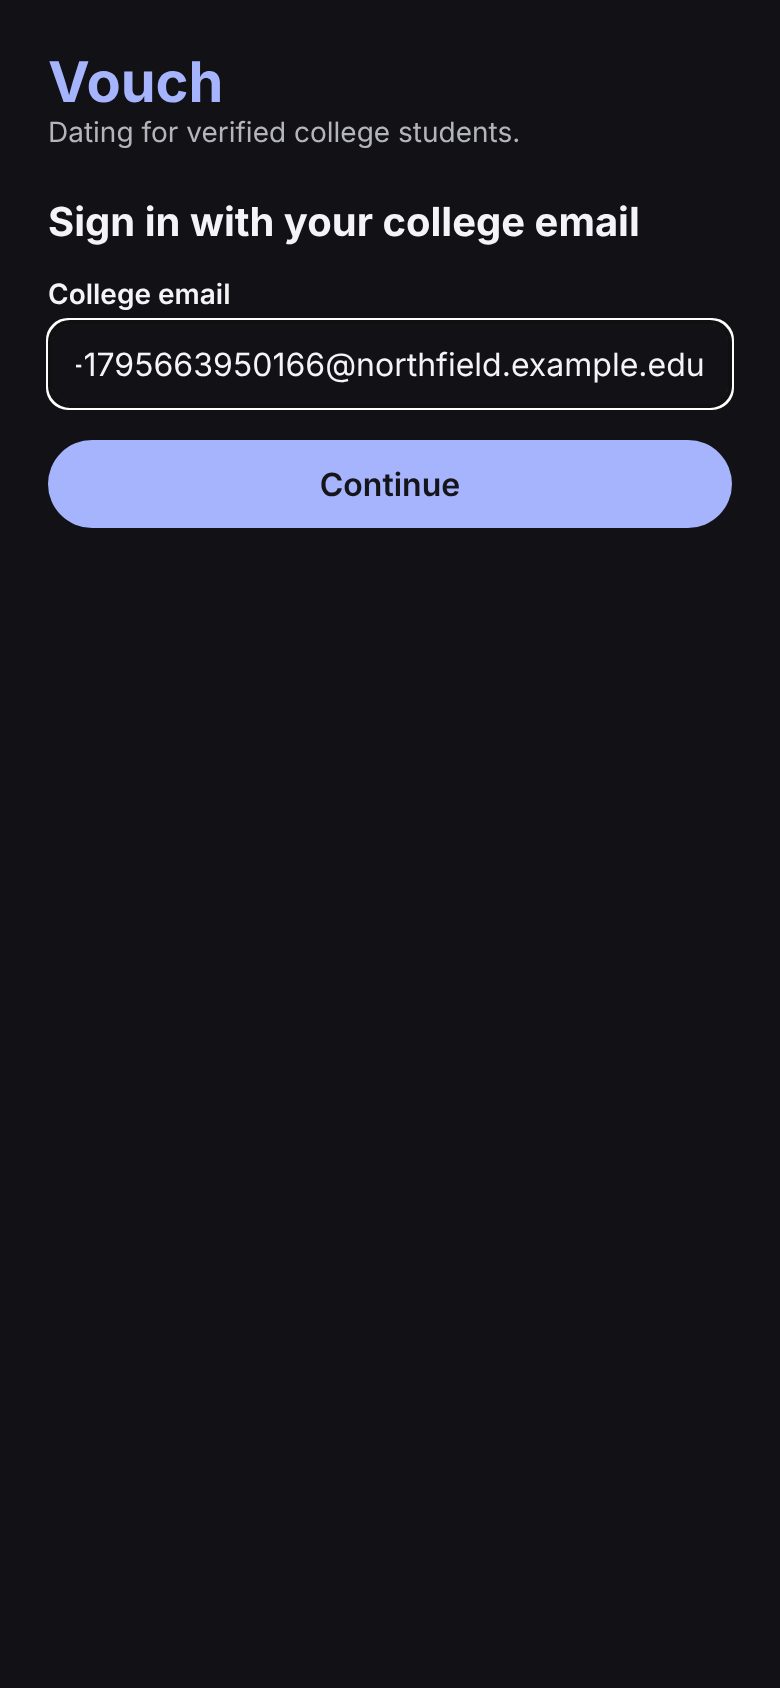 Vouch
Dating for verified college students.
Sign in with your college email
College email
-1795663950166@northfield.example.edu
Continue